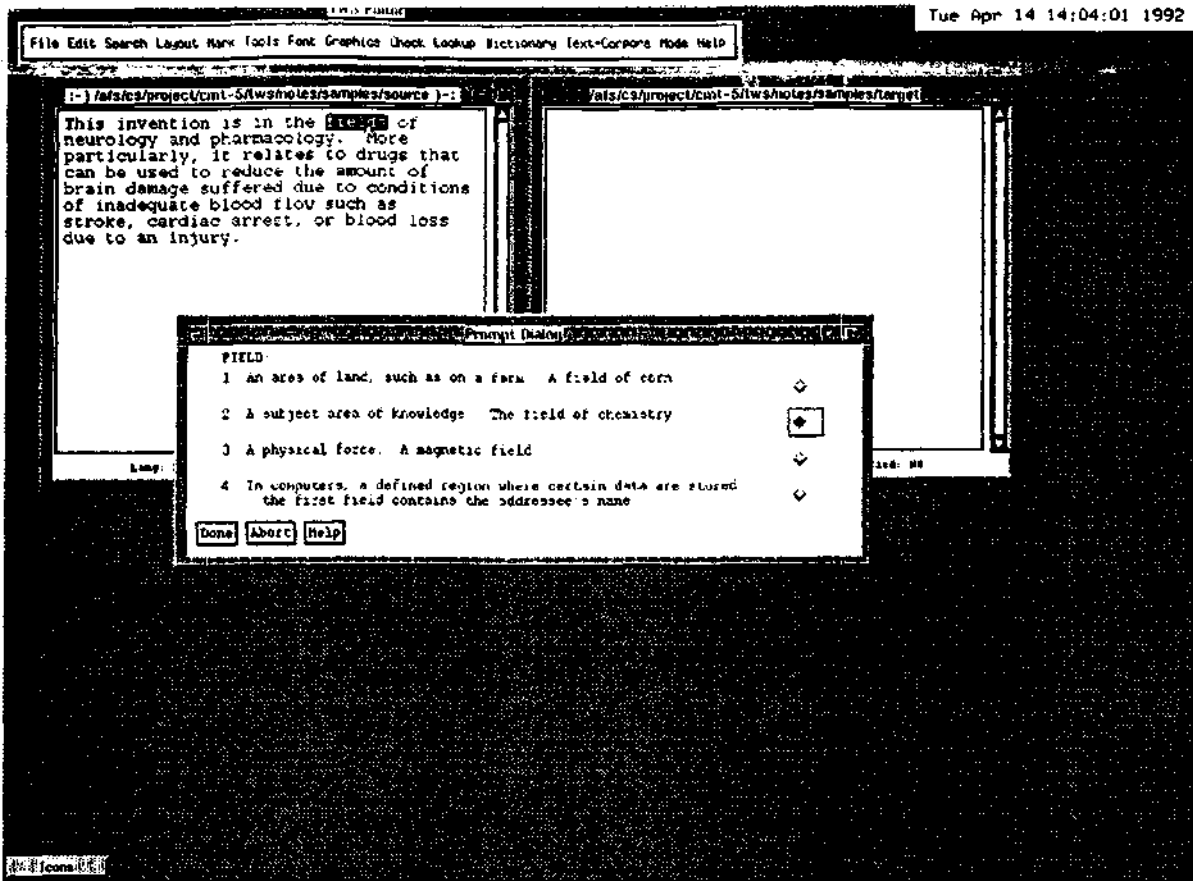 Tue Apr 14 14:04:01 1992
TWS Editor
File Edit Search Layout Mark Tools Font Graphics Check Lookup Dictionary Text-Corpora Mode Help
:-) /afs/cs/project/cmt-5/tws/notes/samples/source )-:
/afs/cs/project/cmt-5/tws/notes/samples/target
This invention is in the fields of
neurology and pharmacology. More
particularly, it relates to drugs that
can be used to reduce the amount of
brain damage suffered due to conditions
of inadequate blood flow such as
stroke, cardiac arrest, or blood loss
due to an injury.
Prompt Dialog
FIELD
1 An area of land, such as on a farm A field of corn
2 A subject area of knowledge The field of chemistry
3 A physical force. A magnetic field
4 In computers, a defined region where certain data are stored
the first field contains the addressee's name
Done Abort Help
Lang:
Icons